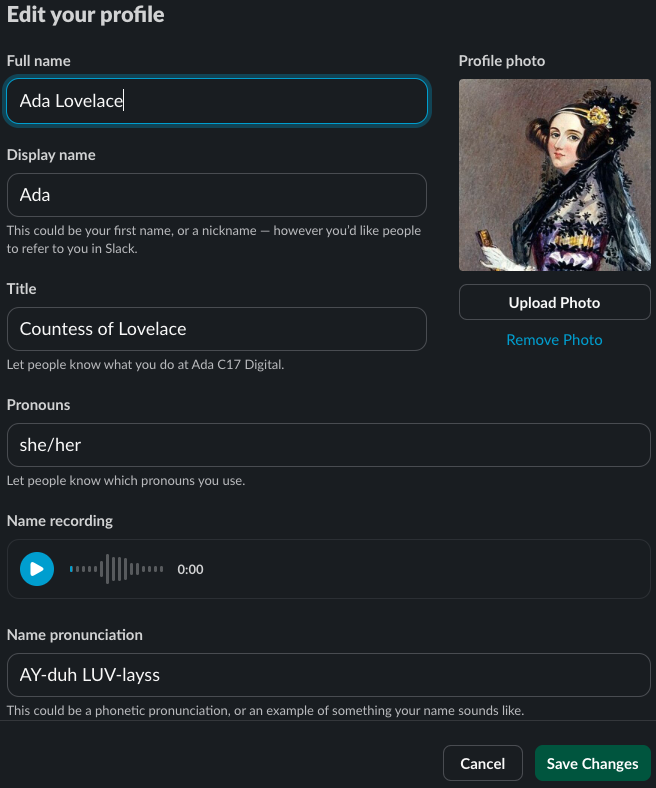 Edit your profile
Full name
Ada Lovelace
Display name
Ada
This could be your first name, or a nickname — however you’d like people
to refer to you in Slack.
Title
Countess of Lovelace
Let people know what you do at Ada C17 Digital.
Pronouns
she/her
Let people know which pronouns you use.
Name recording
0:00
Name pronunciation
AY-duh LUV-layss
This could be a phonetic pronunciation, or an example of something your name sounds like.
Profile photo
Upload Photo
Remove Photo
Cancel
Save Changes